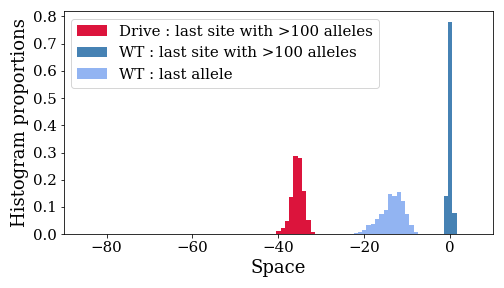 Drive : last site with >100 alleles
WT : last site with >100 alleles
WT : last allele
Histogram proportions
0.8
0.7
0.6
0.5
0.4
0.3
0.2
0.1
0.0
−80 −60 −40 −20 0
Space